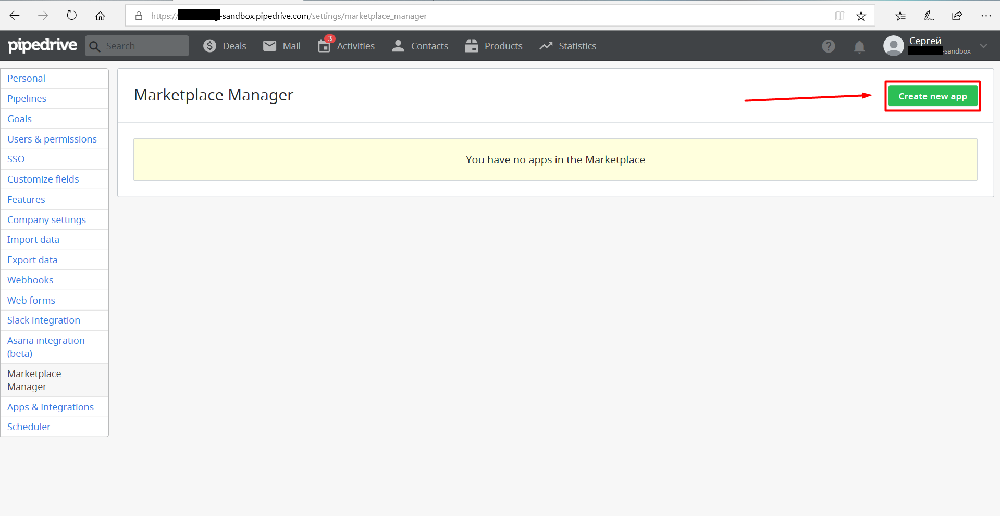 https://-sandbox.pipedrive.com/settings/marketplace_manager
pipedrive
Search
Deals
Mail
3
Activities
Contacts
Products
Statistics
?
Сергей
-sandbox
Personal
Pipelines
Goals
Users & permissions
SSO
Customize fields
Features
Company settings
Import data
Export data
Webhooks
Web forms
Slack integration
Asana integration
(beta)
Marketplace
Manager
Apps & integrations
Scheduler
Marketplace Manager
Create new app
You have no apps in the Marketplace